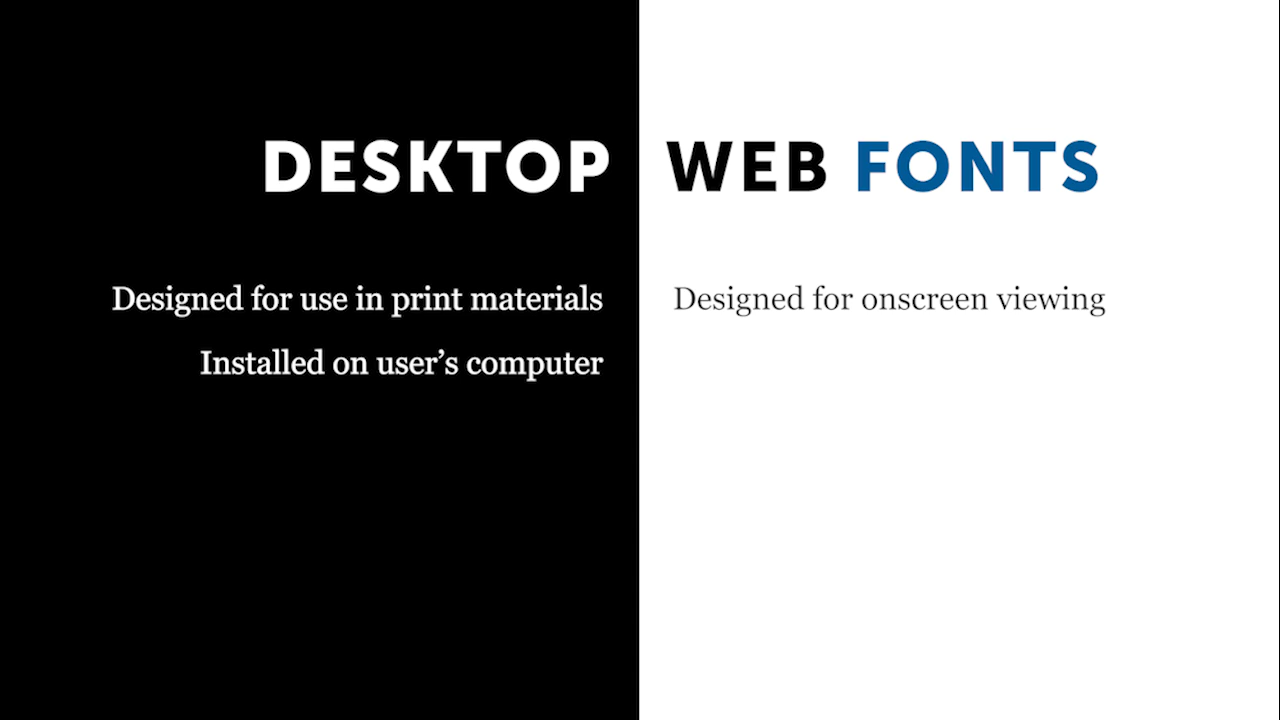 DESKTOP WEB FONTS
Designed for use in print materials
Installed on user’s computer
Designed for onscreen viewing